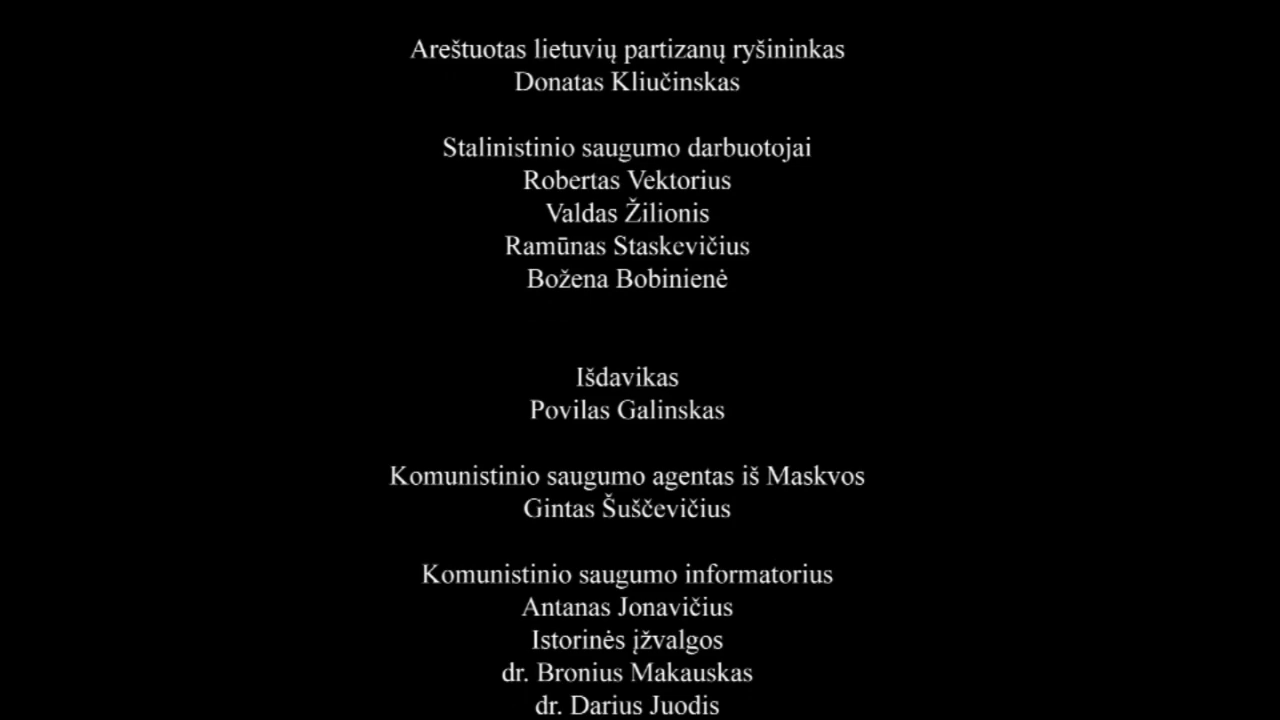 Areštuotas lietuvių partizanų ryšininkas
Donatas Kliučinskas
Stalinistinio saugumo darbuotojai
Robertas Vektorius
Valdas Žilionis
Ramūnas Staskevičius
Božena Bobinienė
Išdavikas
Povilas Galinskas
Komunistinio saugumo agentas iš Maskvos
Gintas Šuščevičius
Komunistinio saugumo informatorius
Antanas Jonavičius
Istorinės įžvalgos
dr. Bronius Makauskas
dr. Darius Juodis